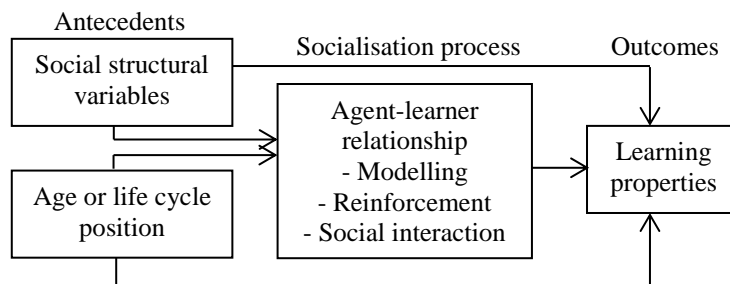 Antecedents
Socialisation process
Outcomes
Social structural
variables
Agent-learner
relationship
- Modelling
- Reinforcement
- Social interaction
Learning
properties
Age or life cycle
position